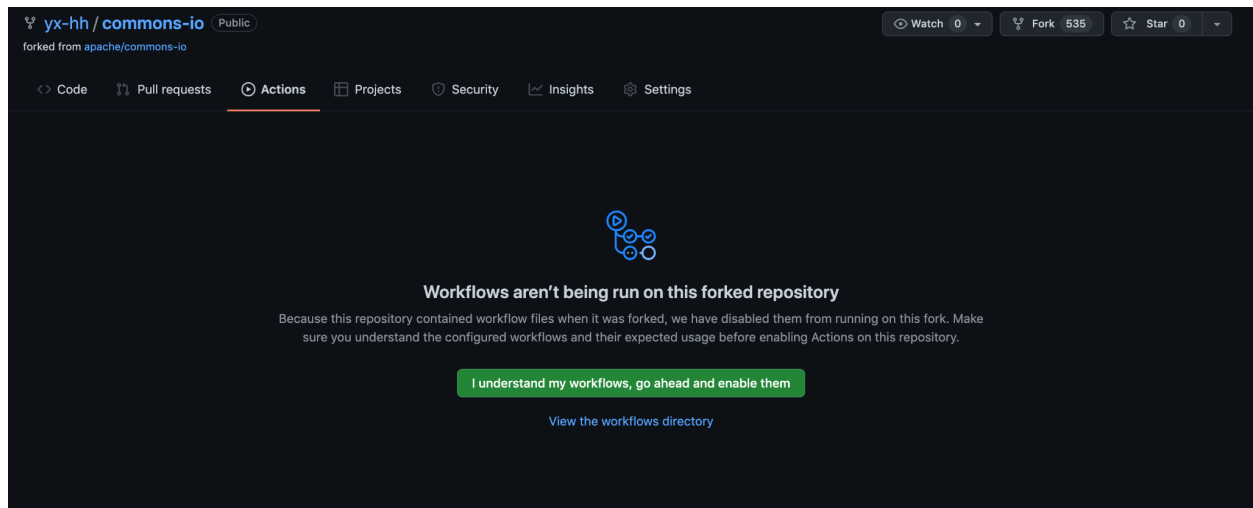 yx-hh / commons-io Public
Watch 0
Fork 535
Star 0
forked from apache/commons-io
Code
Pull requests
Actions
Projects
Security
Insights
Settings
Workflows aren’t being run on this forked repository
Because this repository contained workflow files when it was forked, we have disabled them from running on this fork. Make
sure you understand the configured workflows and their expected usage before enabling Actions on this repository.
I understand my workflows, go ahead and enable them
View the workflows directory